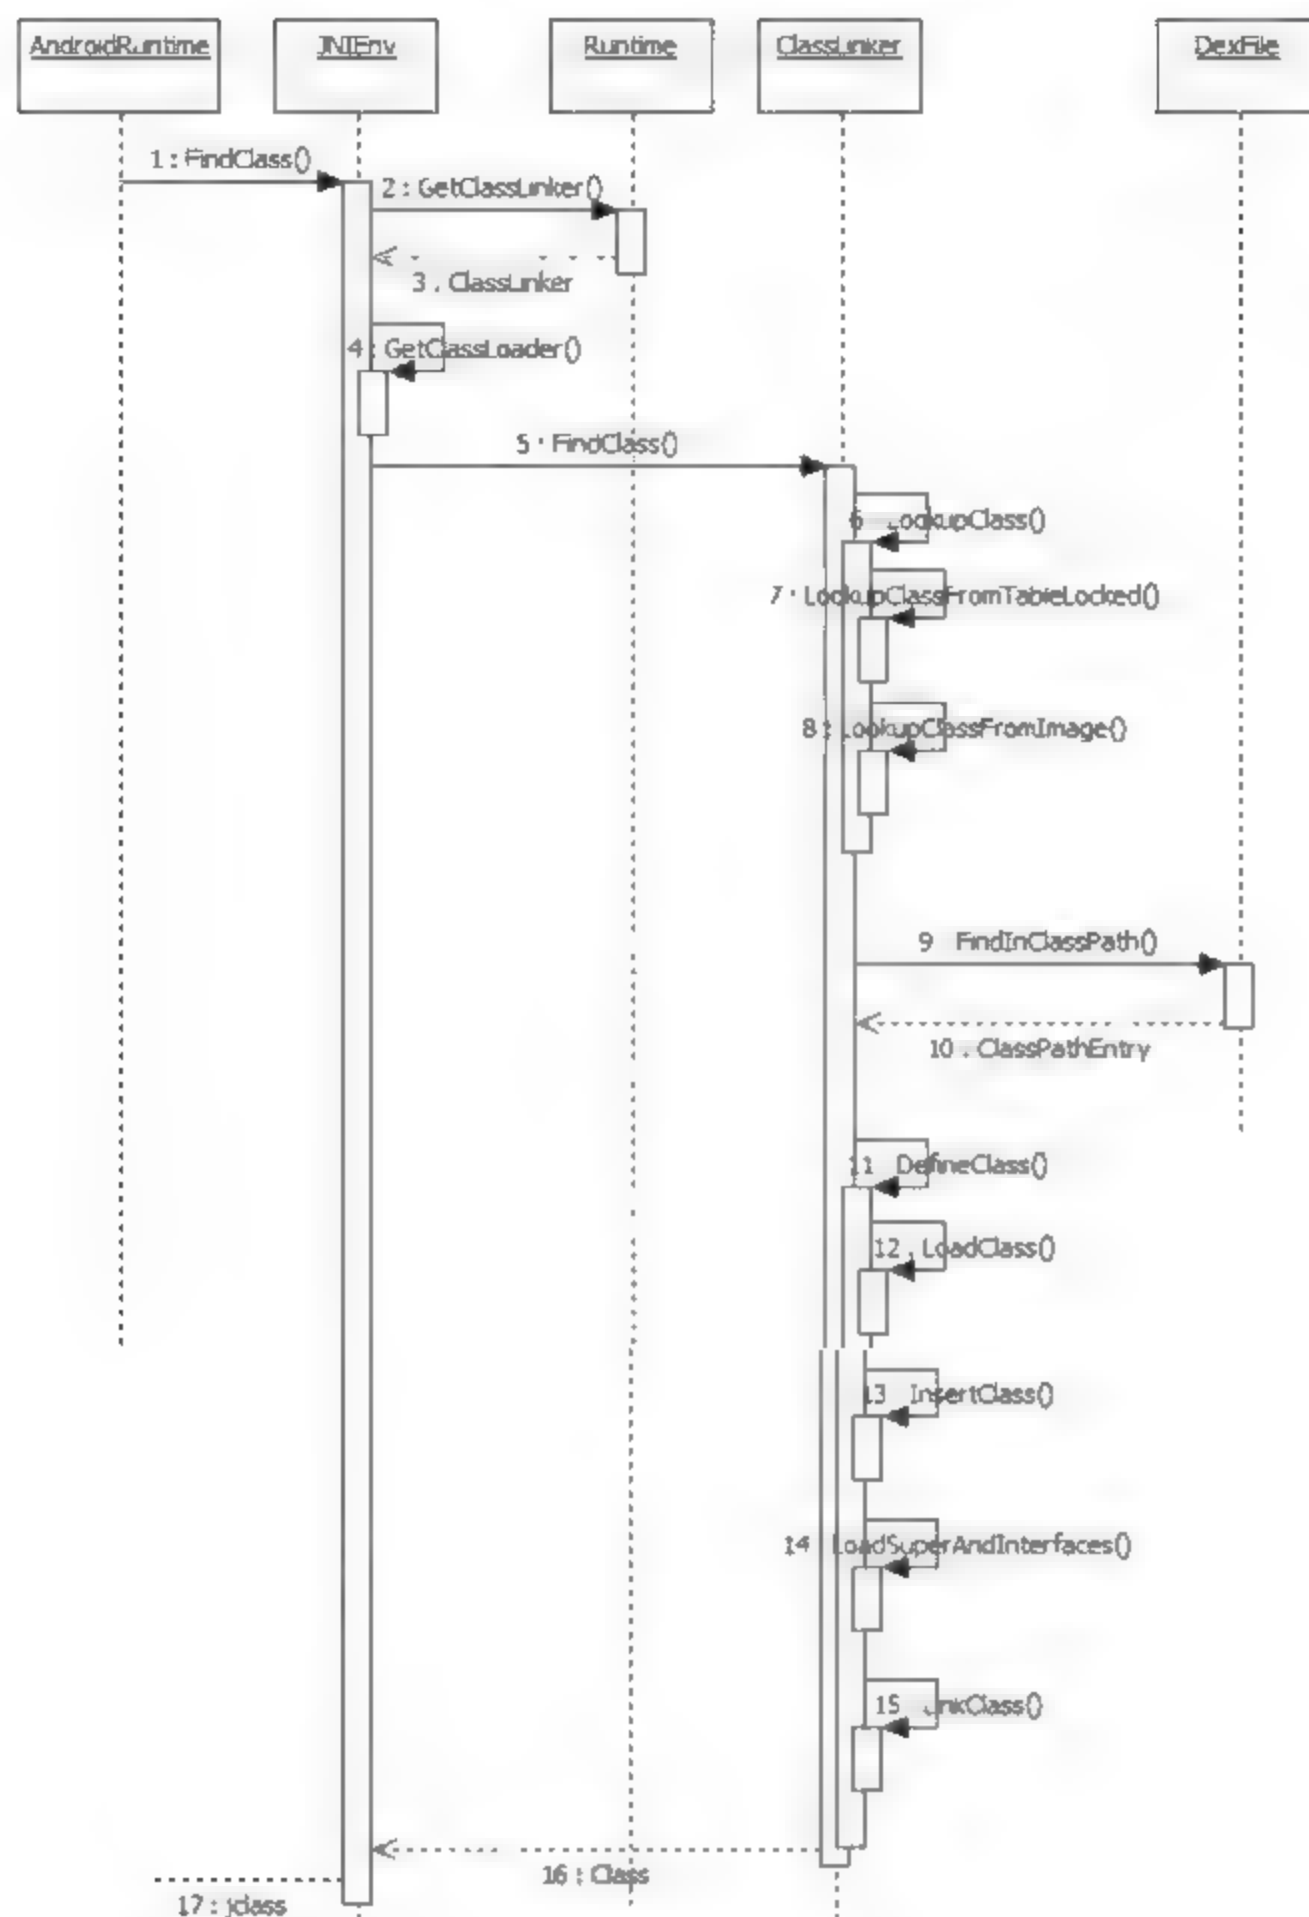 AndroidRuntime
JNIEnv
Runtime
ClassLinker
DexFile
1 : FindClass()
2 : GetClassLinker()
3 : ClassLinker
4 : GetClassLoader()
5 : FindClass()
6 : LookupClass()
7 : LookupClassFromTableLocked()
8 : LookupClassFromImage()
9 : FindInClassPath()
10 : ClassPathEntry
11 : DefineClass()
12 : LoadClass()
13 : InsertClass()
14 : LoadSuperAndInterfaces()
15 : LinkClass()
16 : Class
17 : jclass